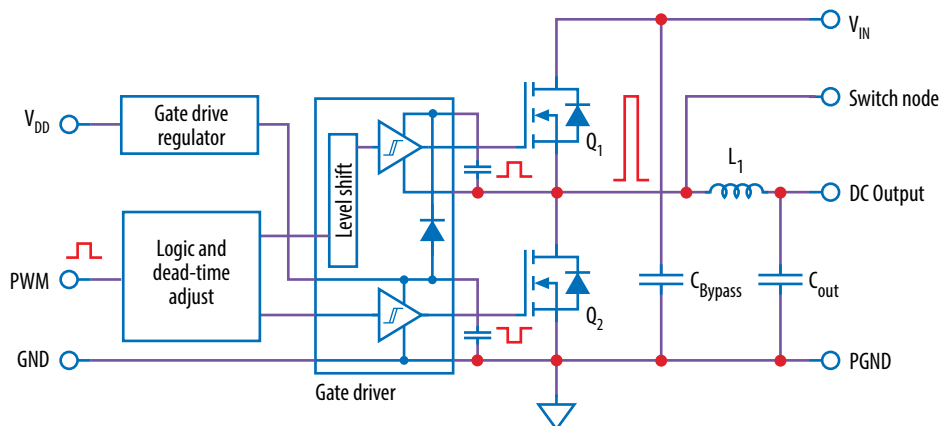 V_IN
Gate drive
regulator
V_DD
Switch node
Q_1
L_1
Level shift
DC Output
Logic and
dead-time
adjust
PWM
C_Bypass
C_out
Q_2
GND
PGND
Gate driver